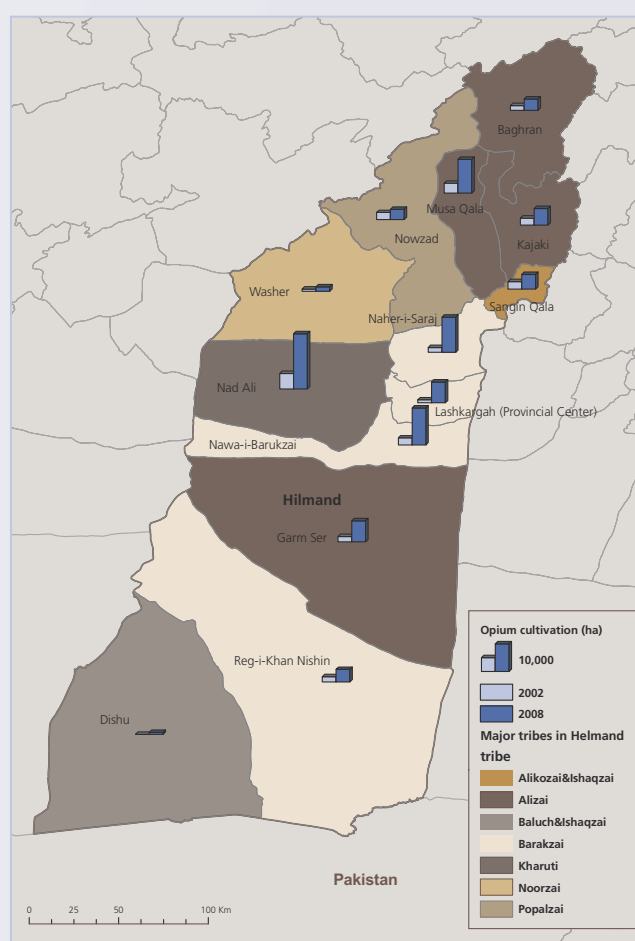 Baghran
Musa Qala
Nowzad
Kajaki
Washer
Sangin Qala
Naher-i-Saraj
Nad Ali
Lashkargah (Provincial Center)
Nawa-i-Barukzai
Hilmand
Garm Ser
Reg-i-Khan Nishin
Dishu
Pakistan
0 25 50 100 Km
Opium cultivation (ha)
10,000
2002
2008
Major tribes in Helmand
tribe
Alikozai&Ishaqzai
Alizai
Baluch&Ishaqzai
Barakzai
Kharuti
Noorzai
Popalzai